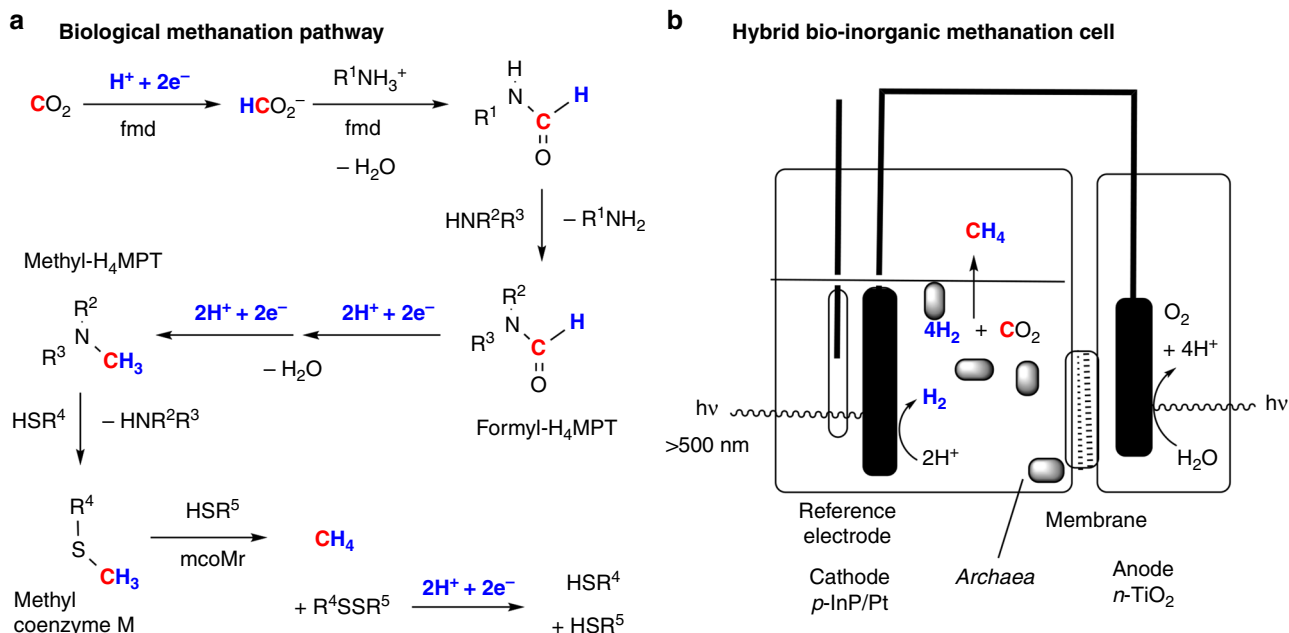 a
Biological methanation pathway
H⁺ + 2e⁻
R¹NH₃⁺
CO₂
HCO₂⁻
fmd
fmd
– H₂O
H
N
H
R¹
C
O
HNR²R³
– R¹NH₂
Methyl-H₄MPT
R²
N
R³
CH₃
2H⁺ + 2e⁻
2H⁺ + 2e⁻
– H₂O
R²
N
H
R³
C
O
Formyl-H₄MPT
HSR⁴
– HNR²R³
R⁴
S
CH₃
Methyl
coenzyme M
HSR⁵
mcoMr
CH₄
+ R⁴SSR⁵
2H⁺ + 2e⁻
HSR⁴
+ HSR⁵
b
Hybrid bio-inorganic methanation cell
CH₄
4H₂ + CO₂
H₂
2H⁺
hν
>500 nm
O₂
+ 4H⁺
hν
H₂O
Reference
electrode
Membrane
Archaea
Cathode
p-InP/Pt
Anode
n-TiO₂